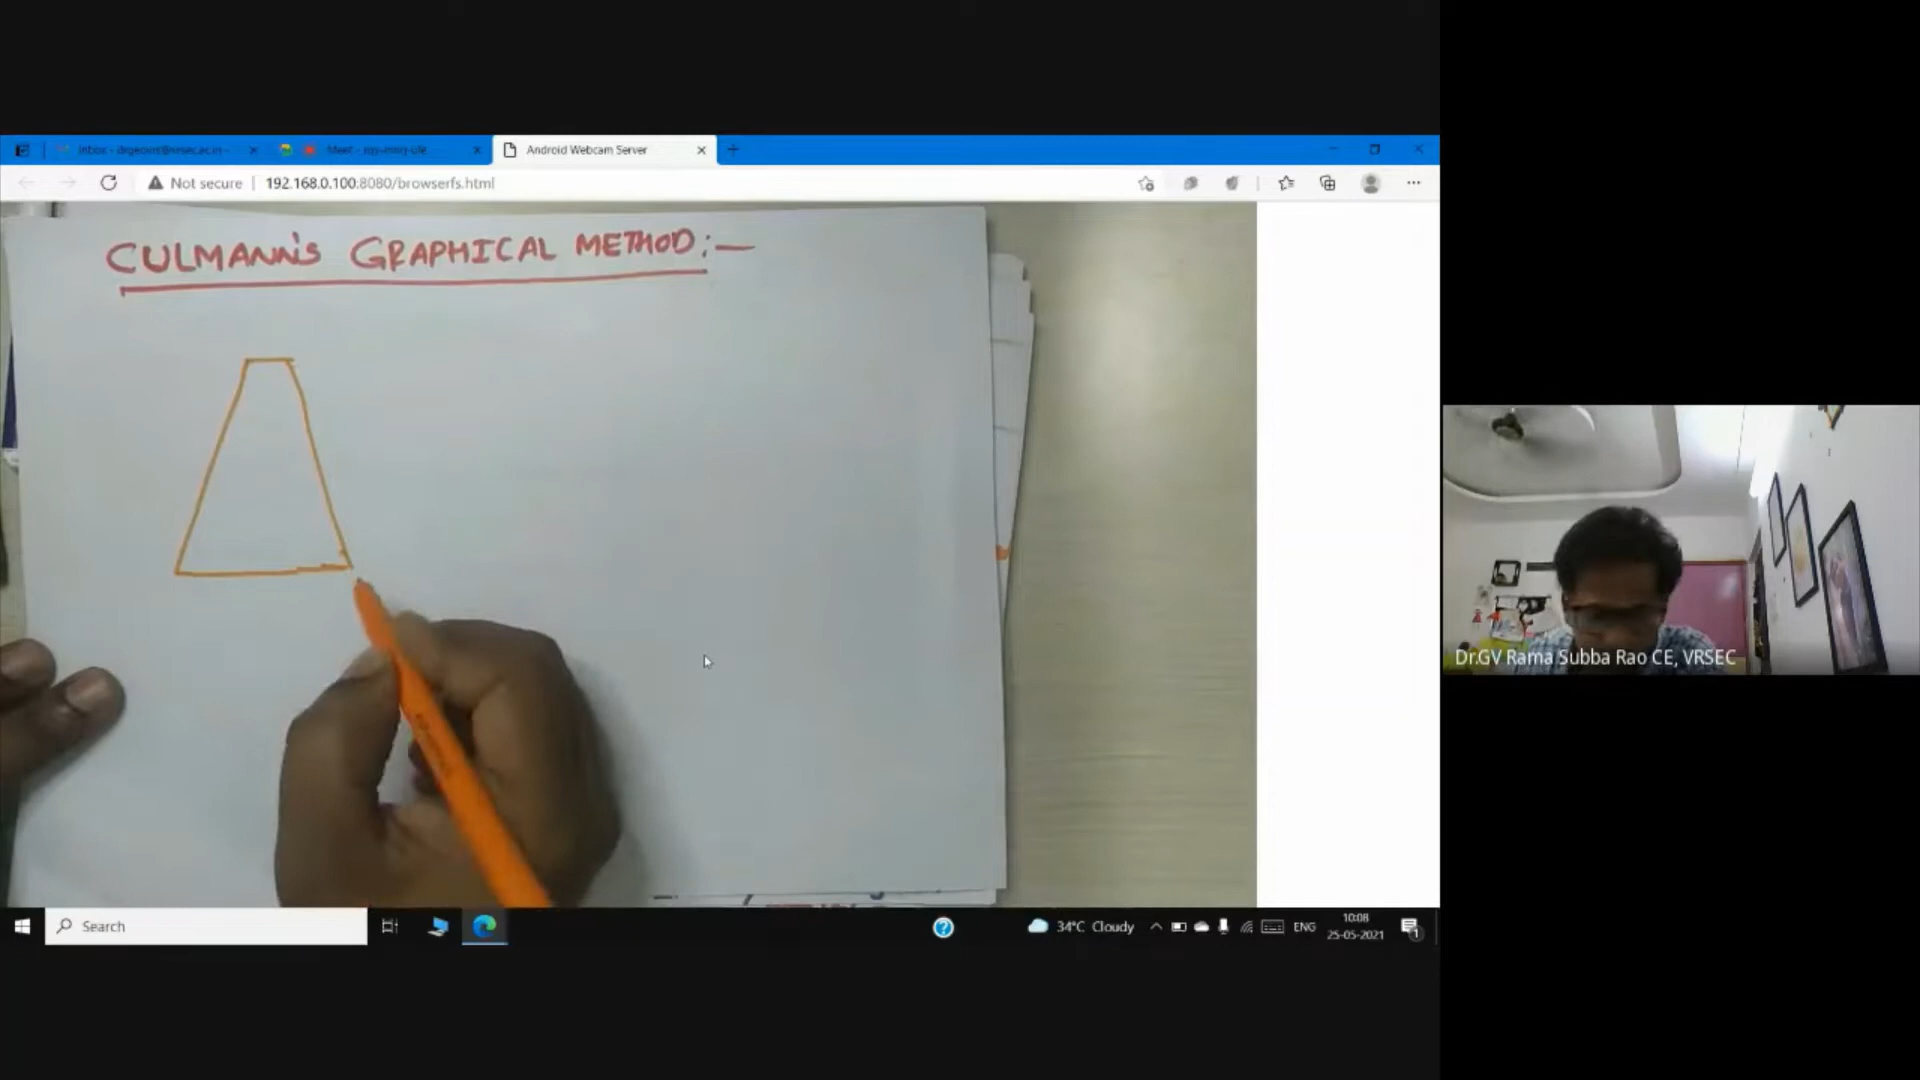 Android Webcam Server
Not secure
192.168.0.100:8080/browserfs.html
CULMANN'S GRAPHICAL METHOD:—
Dr.GV Rama Subba Rao CE, VRSEC
Search
34°C Cloudy
ENG
10:08
25-05-2021
1